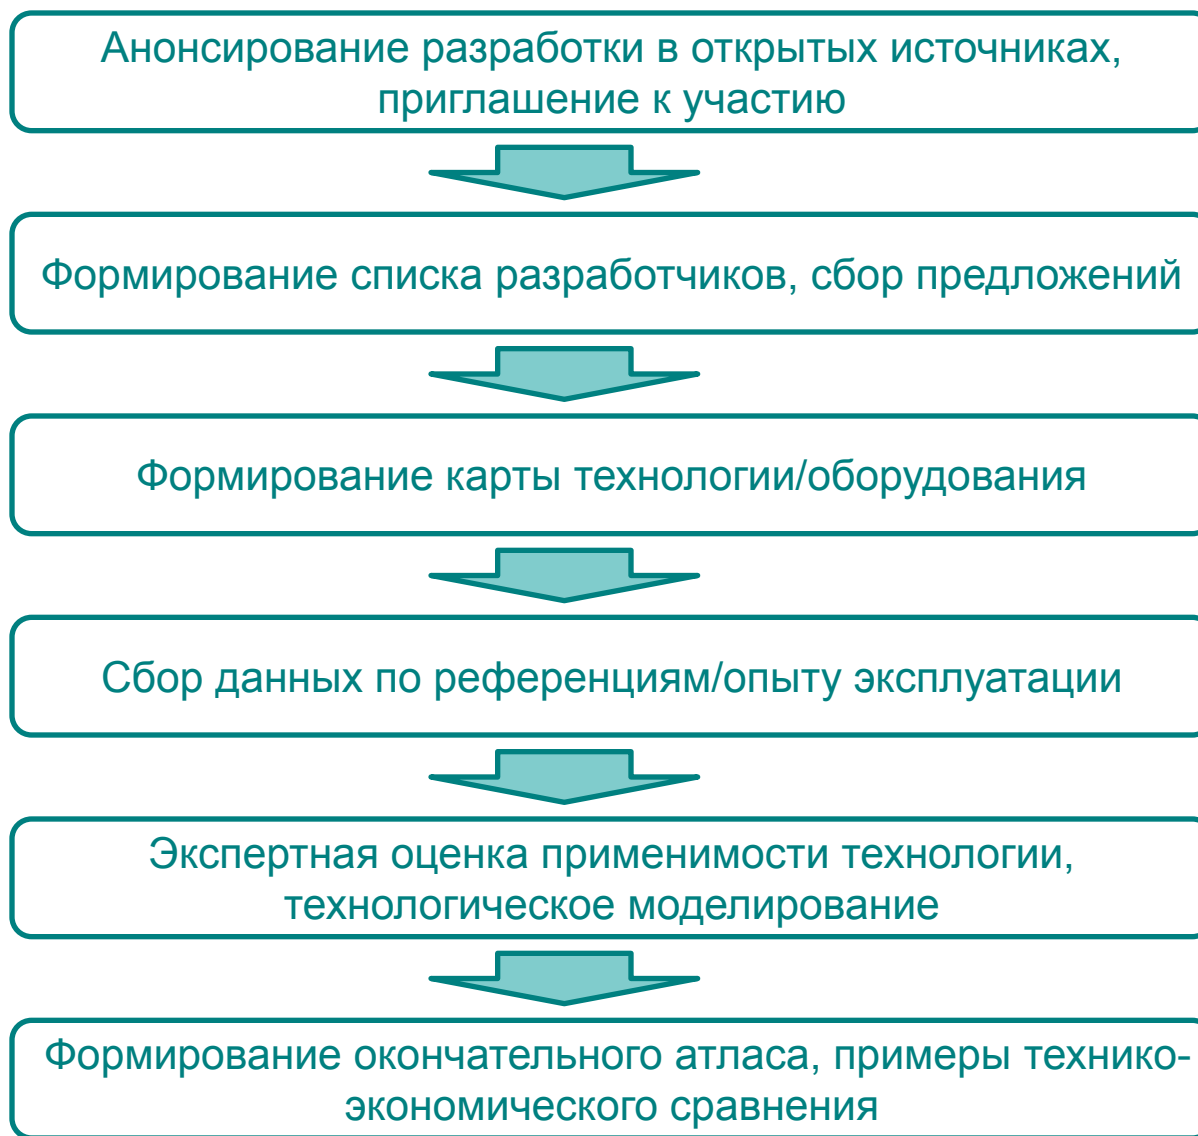 Анонсирование разработки в открытых источниках,
приглашение к участию
Формирование списка разработчиков, сбор предложений
Формирование карты технологии/оборудования
Сбор данных по референциям/опыту эксплуатации
Экспертная оценка применимости технологии,
технологическое моделирование
Формирование окончательного атласа, примеры технико-
экономического сравнения